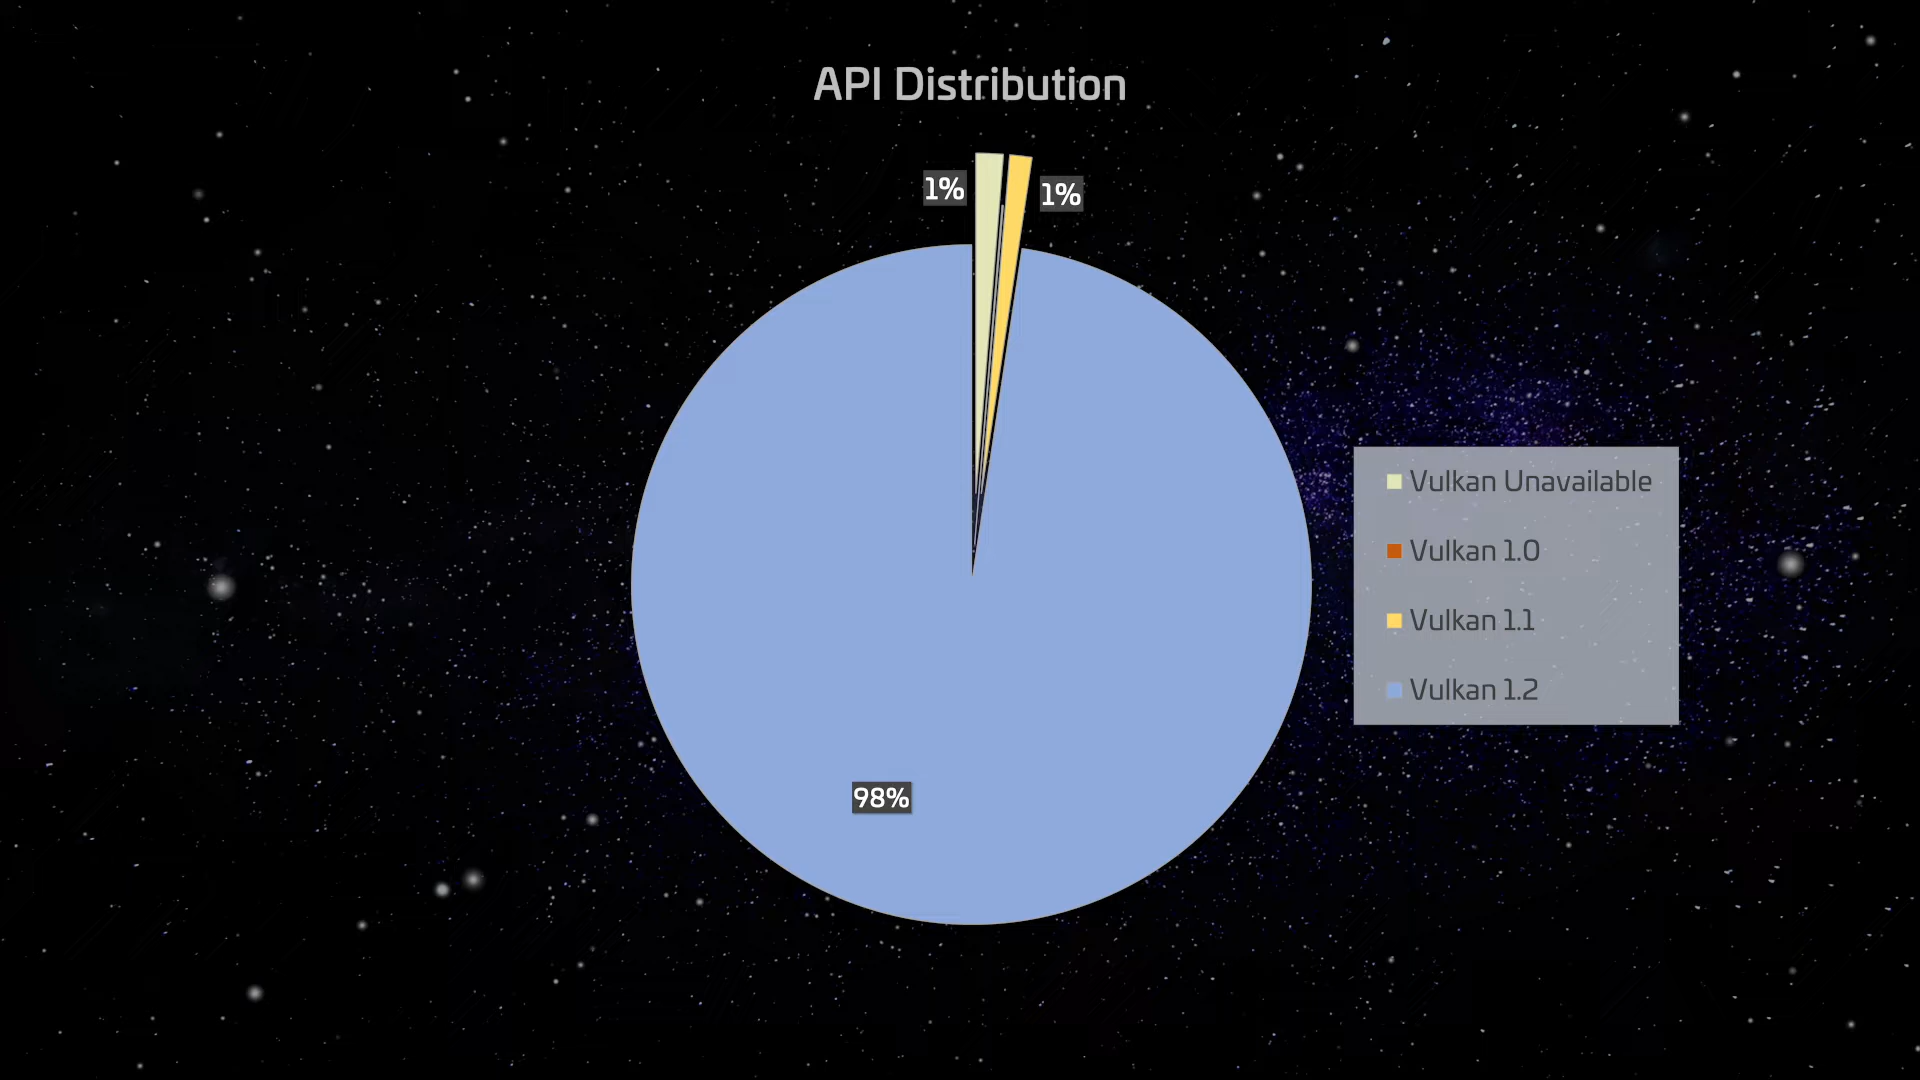 API Distribution
1%
1%
98%
Vulkan Unavailable
Vulkan 1.0
Vulkan 1.1
Vulkan 1.2